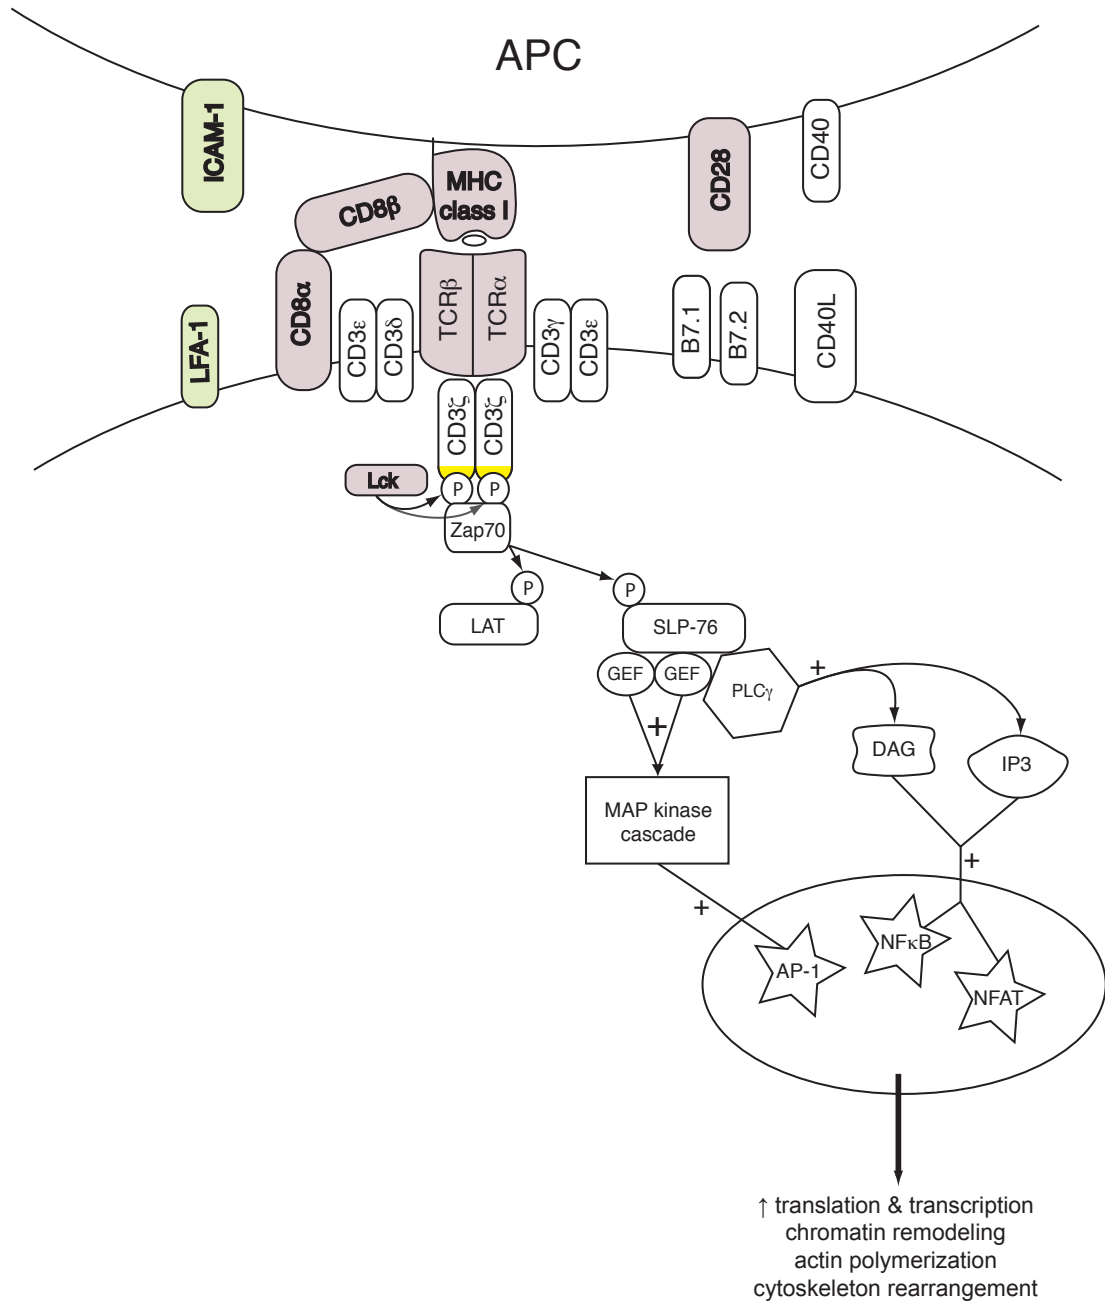 APC
ICAM-1
CD40
CD28
MHC
class I
CD8β
CD8α
LFA-1
CD3ε
CD3δ
TCRβ
TCRα
CD3γ
CD3ε
B7.1
B7.2
CD40L
CD3ζ
CD3ζ
Lck
P
P
Zap70
P
P
LAT
SLP-76
GEF
GEF
PLCγ
+
+
DAG
IP3
MAP kinase
cascade
+
+
AP-1
NFκB
NFAT
↑ translation & transcription
chromatin remodeling
actin polymerization
cytoskeleton rearrangement